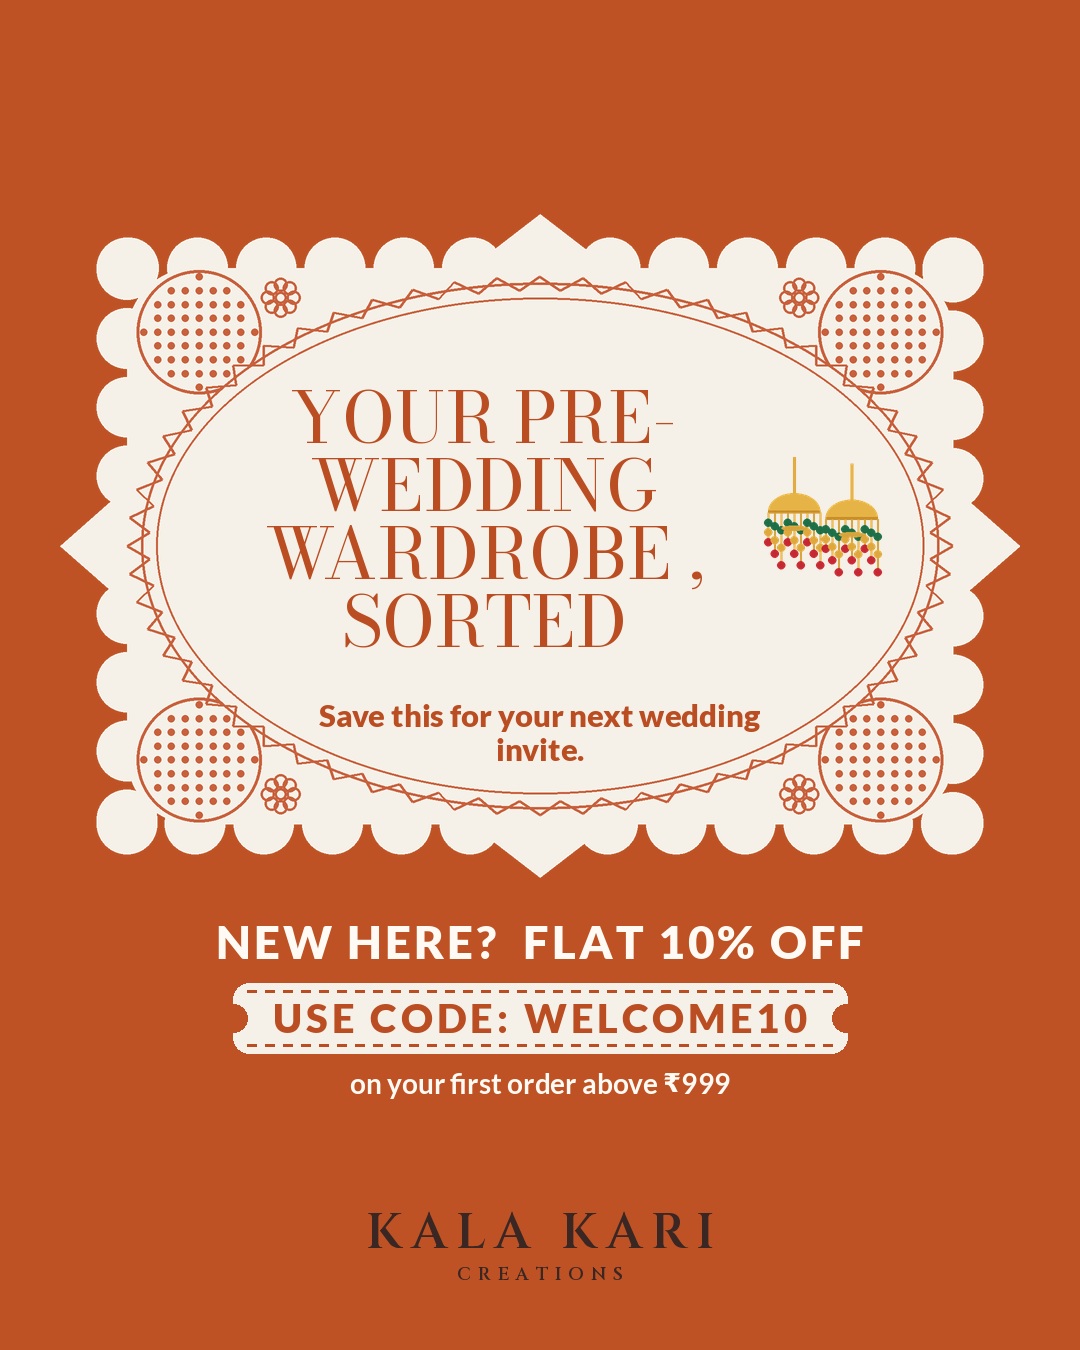 YOUR PRE-
WEDDING
WARDROBE ,
SORTED
Save this for your next wedding
invite.
NEW HERE? FLAT 10% OFF
USE CODE: WELCOME10
on your first order above ₹999
KALA KARI
CREATIONS